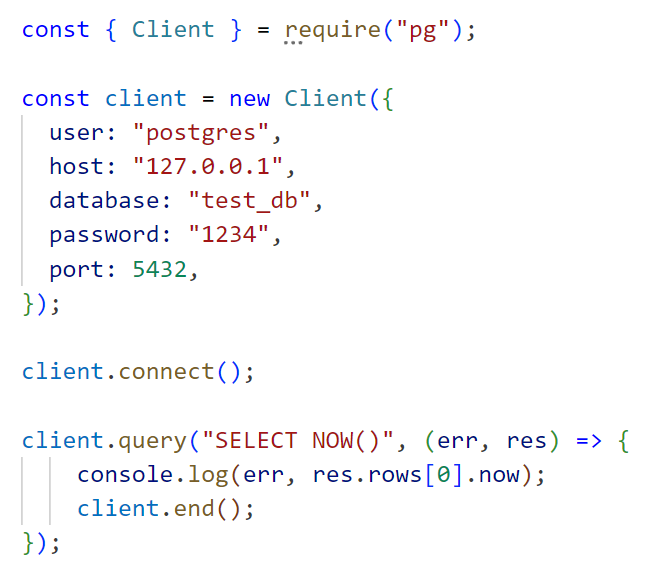 const { Client } = require("pg");
const client = new Client({
  user: "postgres",
  host: "127.0.0.1",
  database: "test_db",
  password: "1234",
  port: 5432,
});
client.connect();
client.query("SELECT NOW()", (err, res) => {
    console.log(err, res.rows[0].now);
    client.end();
});